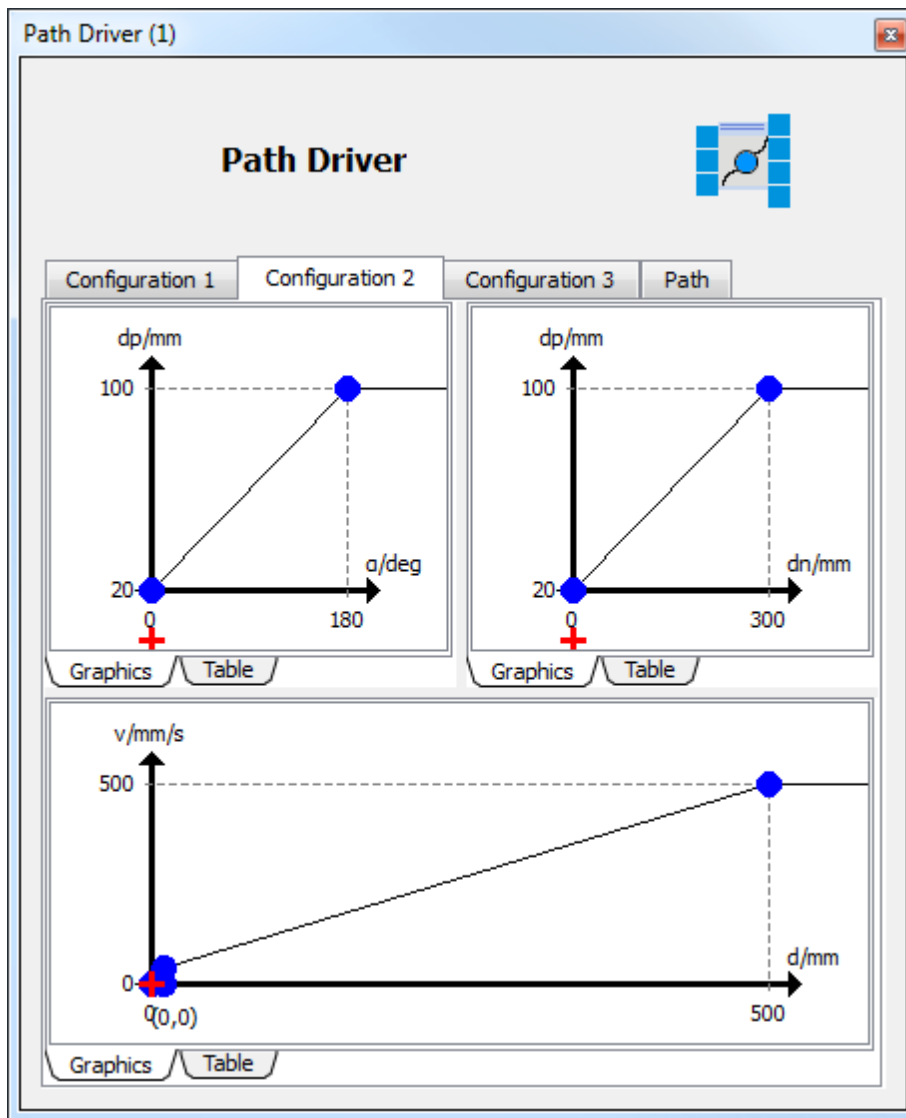 Path Driver (1)
Path Driver
Configuration 1 Configuration 2 Configuration 3 Path
dp/mm
100
20
0
180
a/deg
Graphics Table
dp/mm
100
20
0
300
dn/mm
Graphics Table
v/mm/s
500
0
0
(0,0)
500
d/mm
Graphics Table